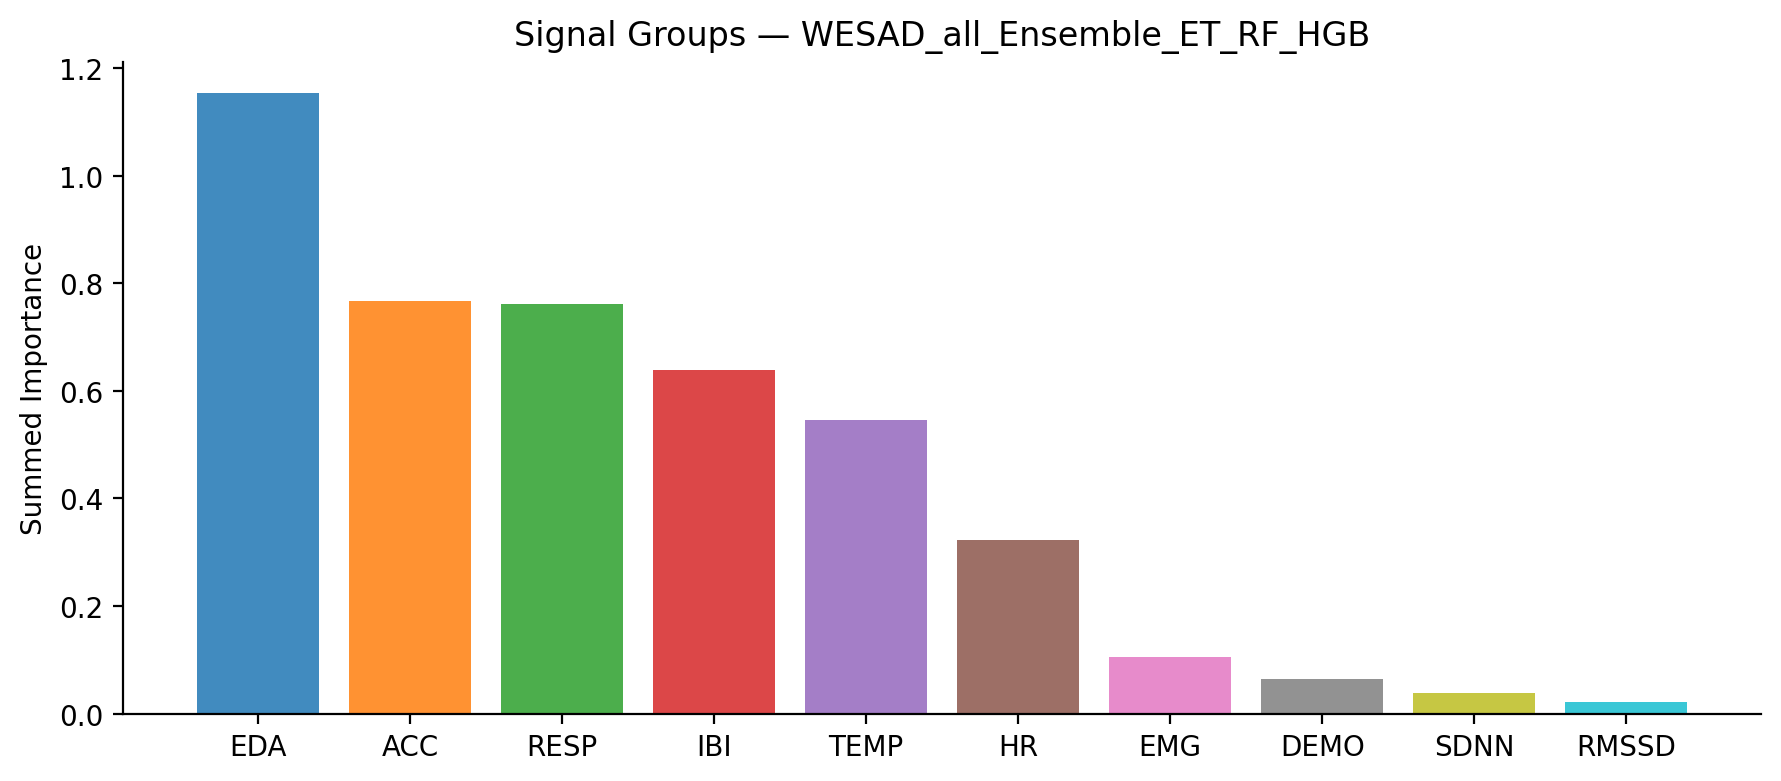 Signal Groups — WESAD_all_Ensemble_ET_RF_HGB
Summed Importance
1.2
1.0
0.8
0.6
0.4
0.2
0.0
EDA ACC RESP IBI TEMP HR EMG DEMO SDNN RMSSD